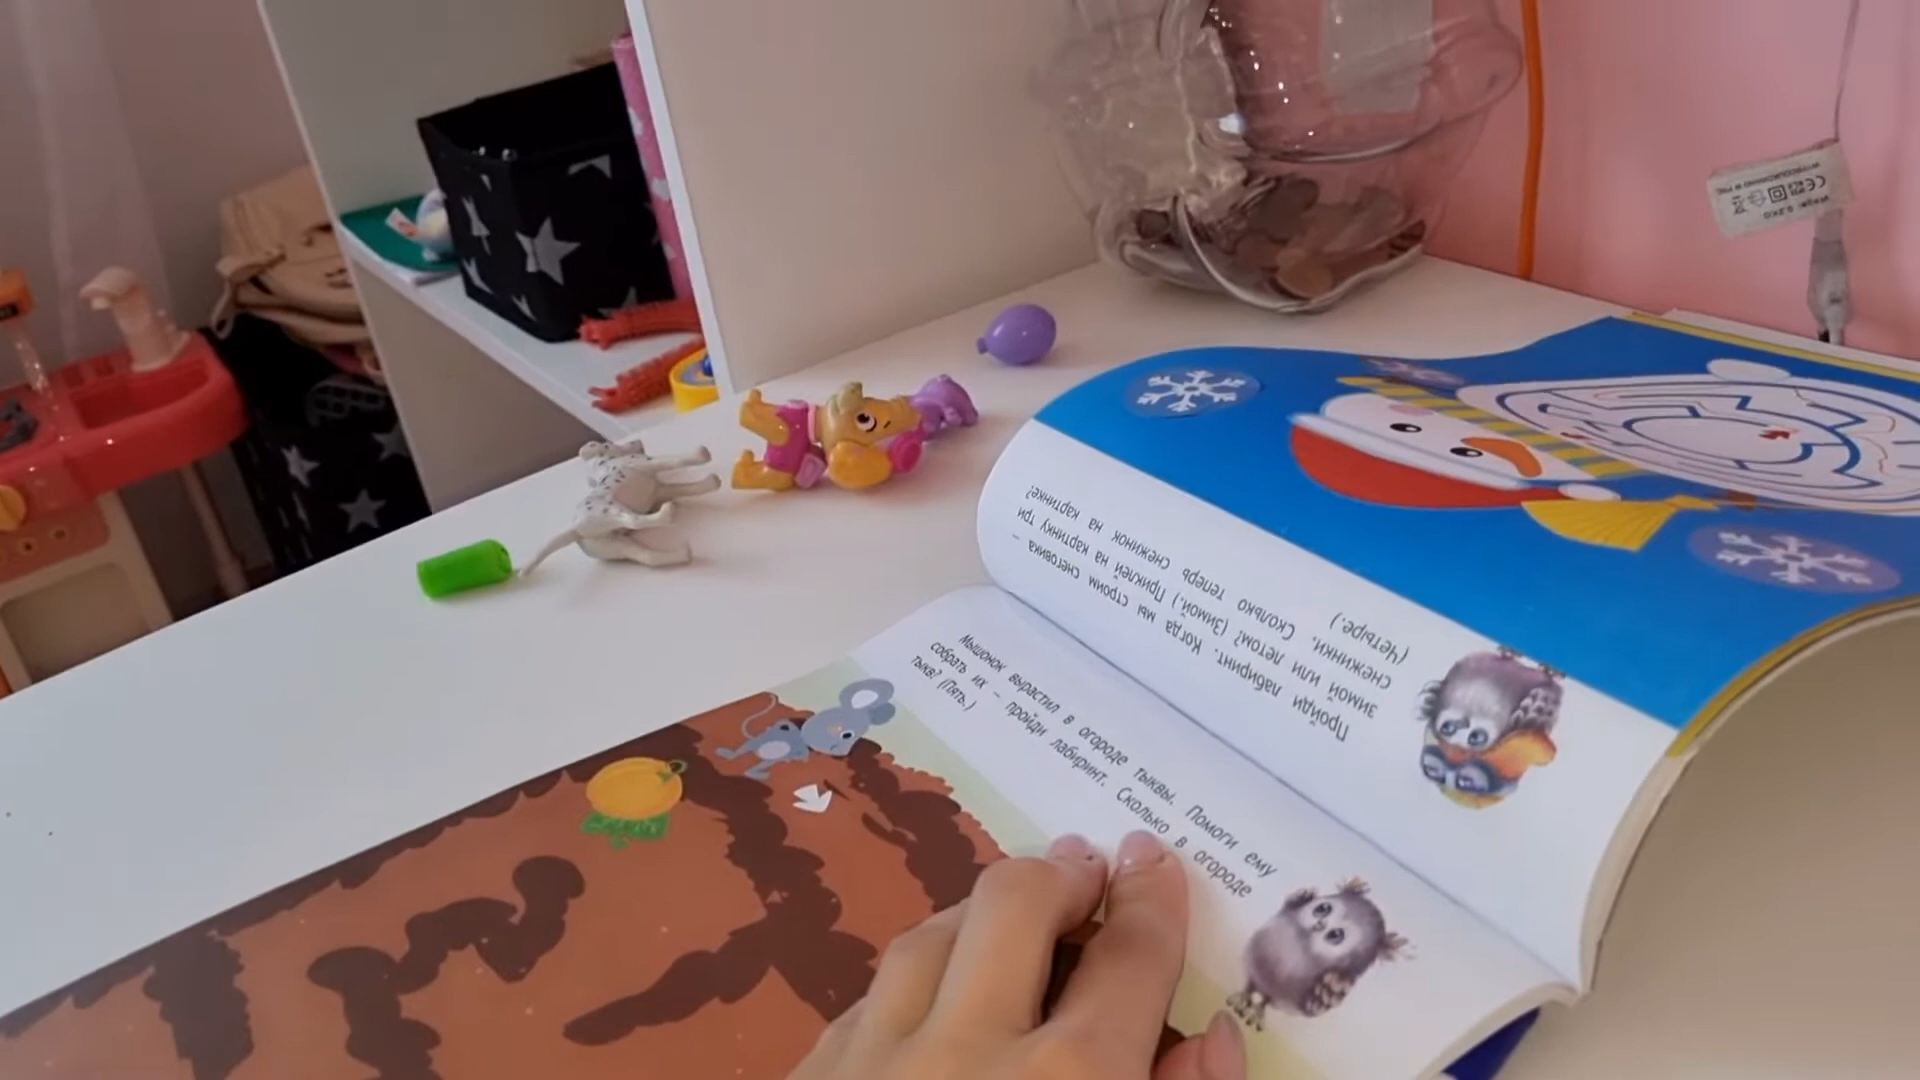 Мышонок вырастил в огороде тыквы. Помоги ему
собрать их – пройди лабиринт. Сколько в огороде
тыкв? (Пять.)
Пройди лабиринт. Когда мы строим снеговика –
зимой или летом? (Зимой.) Приклей на картинку три
снежинки. Сколько теперь снежинок на картинке?
(Четыре.)
CE